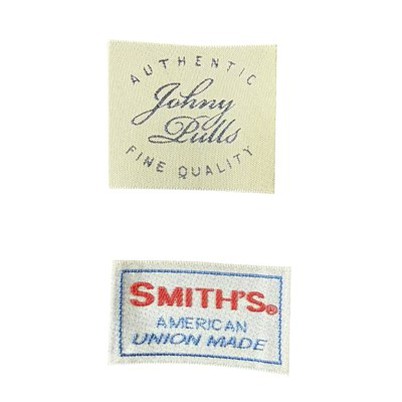 AUTHENTIC
Johny
Pulls
FINE QUALITY
SMITH'S®
AMERICAN
UNION MADE